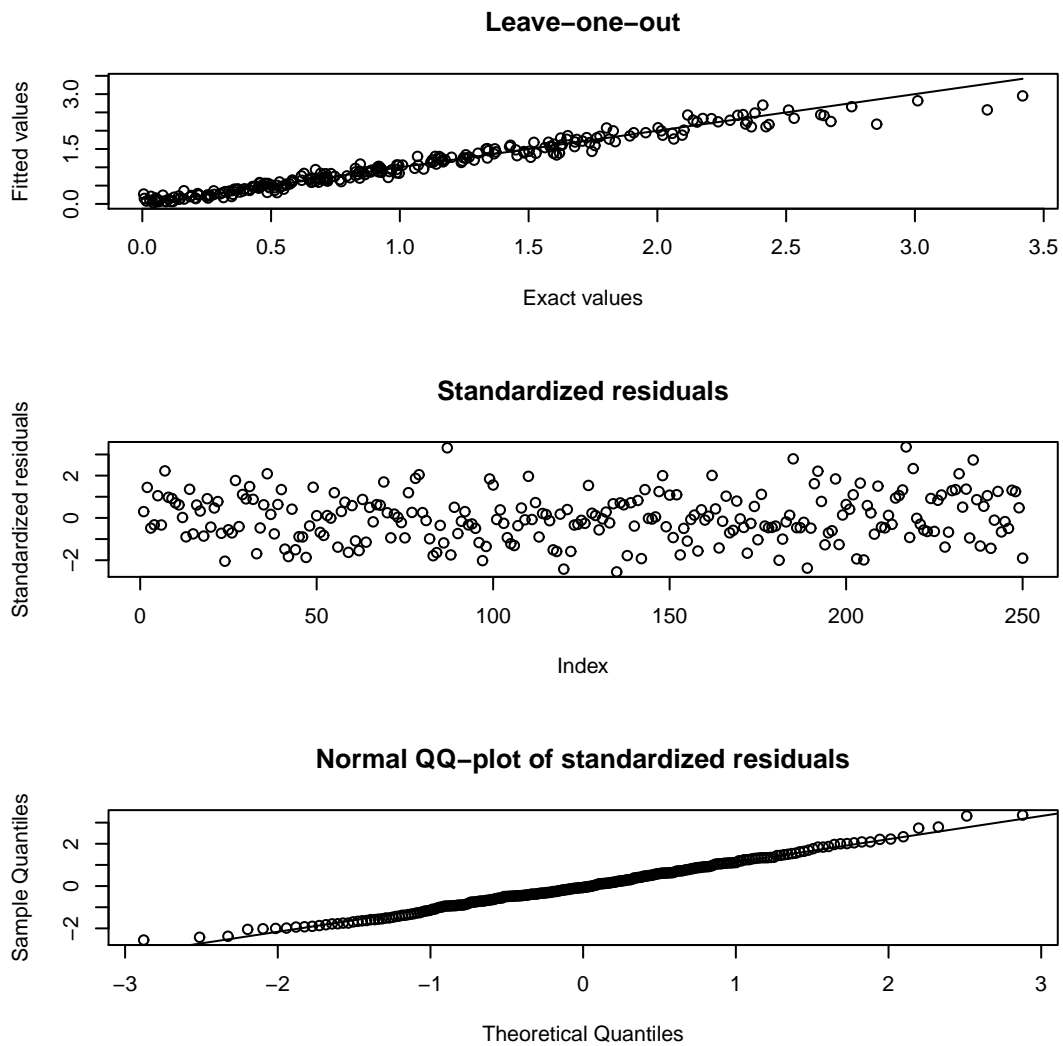 Leave−one−out
Fitted values
0.0 1.5 3.0
0.0 0.5 1.0 1.5 2.0 2.5 3.0 3.5
Exact values
Standardized residuals
Standardized residuals
−2 0 2
0 50 100 150 200 250
Index
Normal QQ−plot of standardized residuals
Sample Quantiles
−2 0 2
−3 −2 −1 0 1 2 3
Theoretical Quantiles